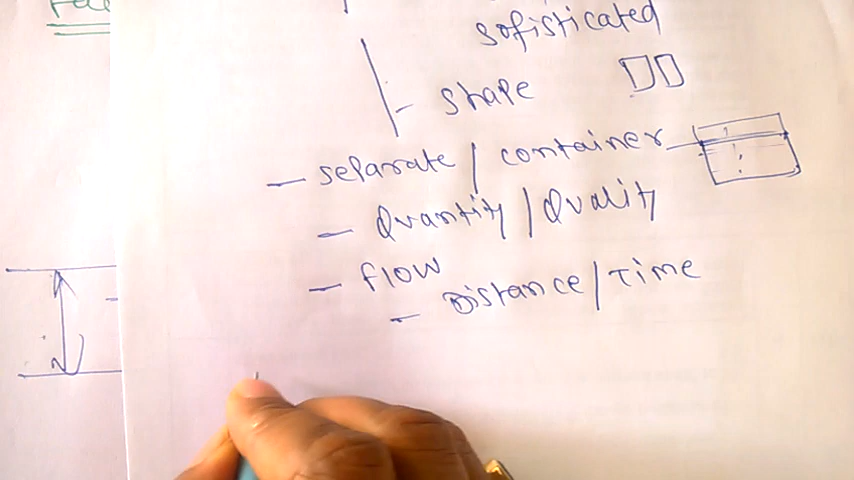 sofisticated
- shape
- separate / container
- Quantity / Quality
- flow
- Distance / Time